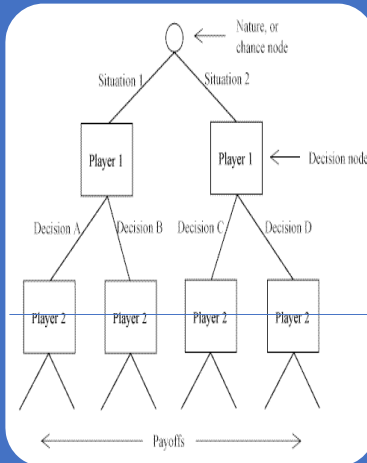 Nature, or
chance node
Situation 1
Situation 2
Player 1
Player 1
Decision node
Decision A
Decision B
Decision C
Decision D
Player 2
Player 2
Player 2
Player 2
Payoffs